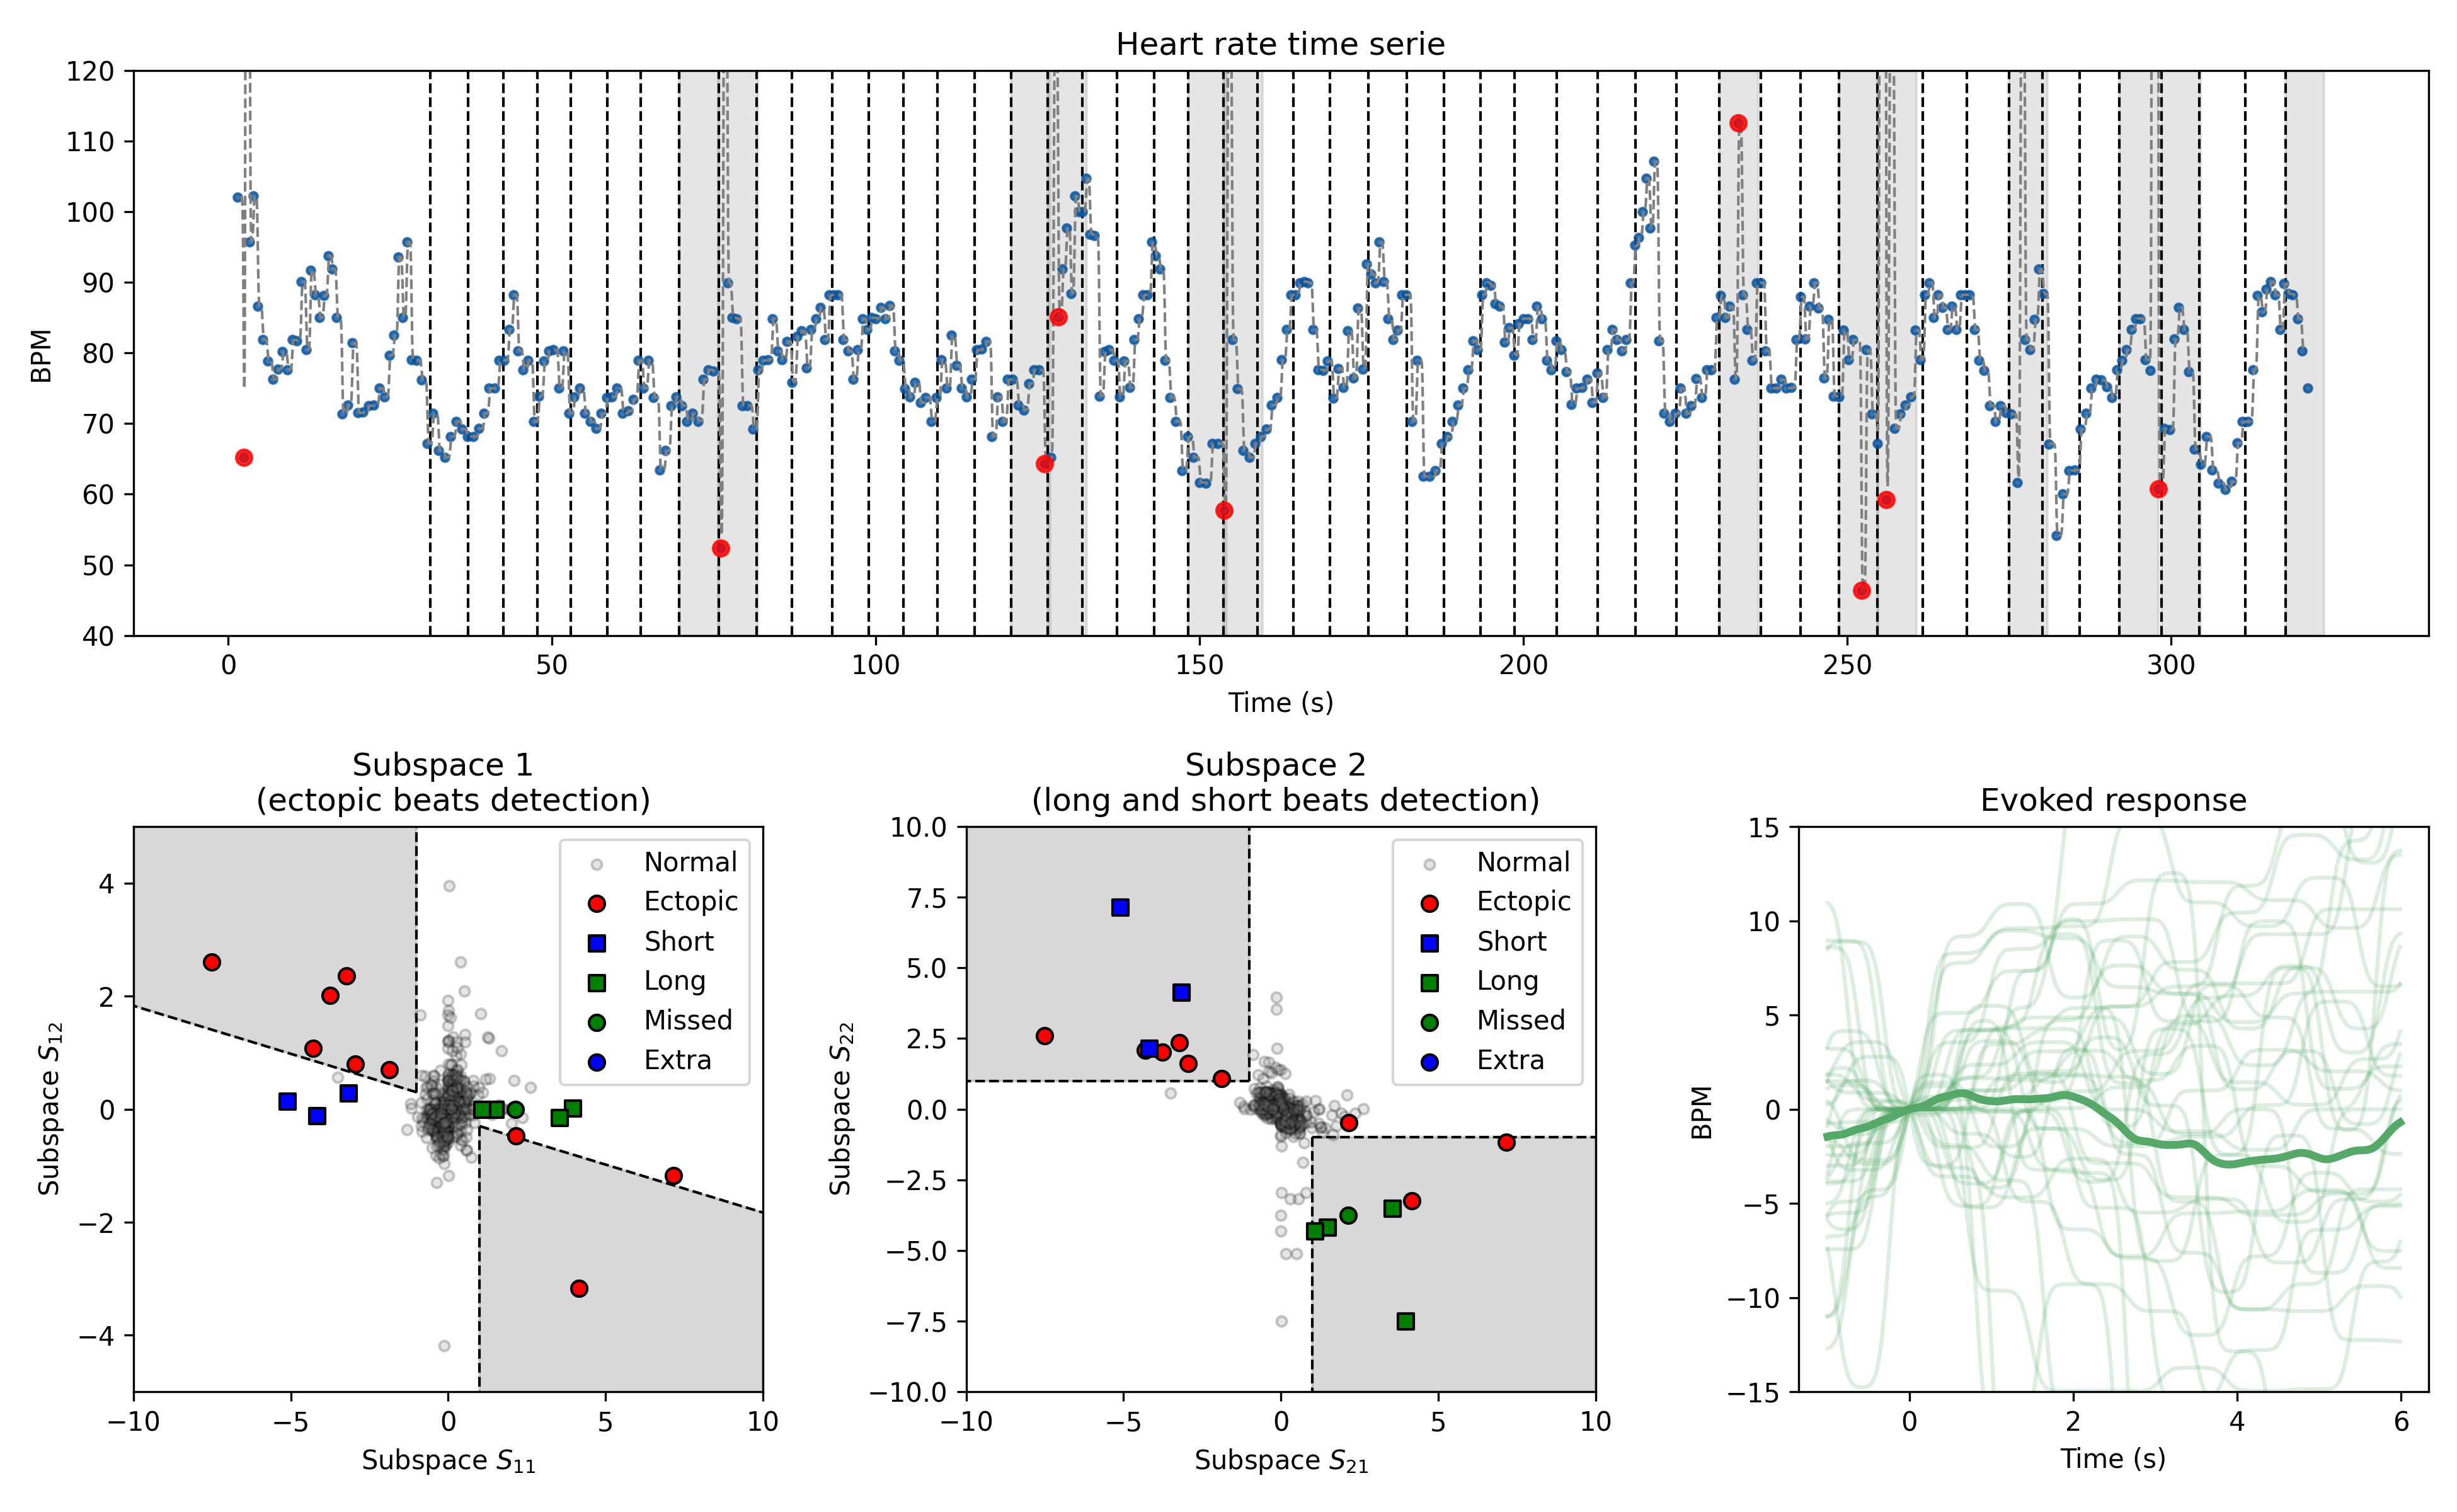 Heart rate time serie
120
110
100
90
80
70
60
50
40
BPM
0 50 100 150 200 250 300
Time (s)
Subspace 1
(ectopic beats detection)
4
2
0
−2
−4
Subspace S12
Normal
Ectopic
Short
Long
Missed
Extra
−10 −5 0 5 10
Subspace S11
Subspace 2
(long and short beats detection)
10.0
7.5
5.0
2.5
0.0
−2.5
−5.0
−7.5
−10.0
Subspace S22
Normal
Ectopic
Short
Long
Missed
Extra
−10 −5 0 5 10
Subspace S21
Evoked response
15
10
5
0
−5
−10
−15
BPM
0 2 4 6
Time (s)